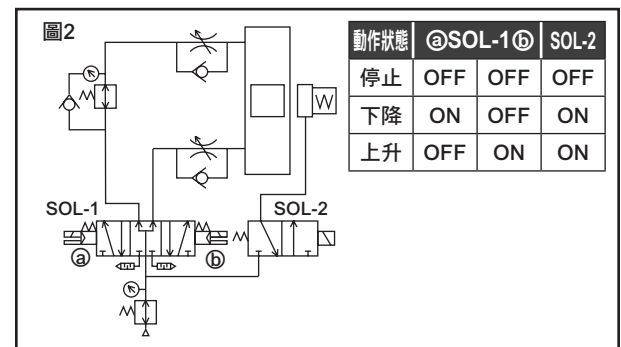 圖2
動作狀態 ⓐSOL-1ⓑ SOL-2
停止 OFF OFF OFF
下降 ON OFF ON
上升 OFF ON ON
SOL-1 SOL-2
ⓐ ⓑ